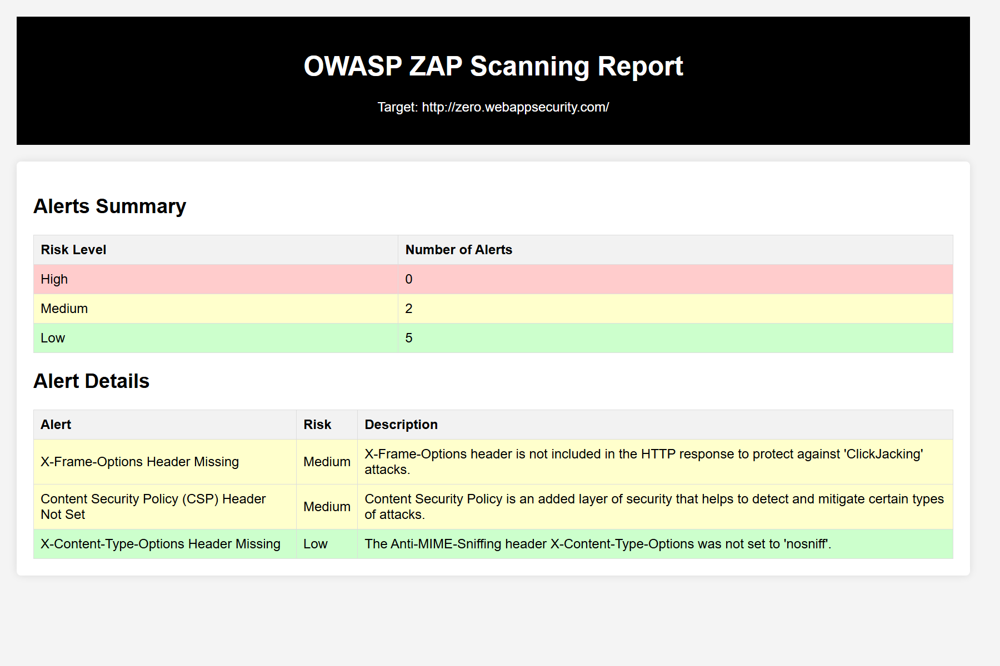 OWASP ZAP Scanning Report
Target: http://zero.webappsecurity.com/
Alerts Summary
Risk Level Number of Alerts
High 0
Medium 2
Low 5
Alert Details
Alert Risk Description
X-Frame-Options Header Missing Medium X-Frame-Options header is not included in the HTTP response to protect against 'ClickJacking'
attacks.
Content Security Policy (CSP) Header
Not Set Medium Content Security Policy is an added layer of security that helps to detect and mitigate certain types
of attacks.
X-Content-Type-Options Header Missing Low The Anti-MIME-Sniffing header X-Content-Type-Options was not set to 'nosniff'.